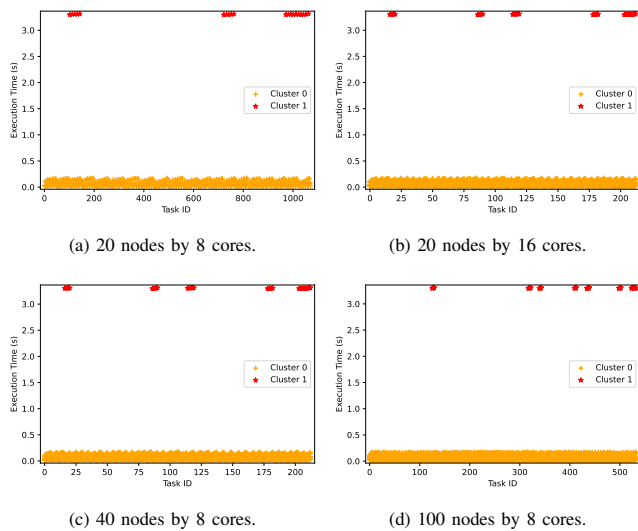 3.0
2.5
2.0
1.5
1.0
0.5
0.0
Execution Time (s)
Cluster 0
Cluster 1
0 200 400 600 800 1000
Task ID
(a) 20 nodes by 8 cores.
3.0
2.5
2.0
1.5
1.0
0.5
0.0
Execution Time (s)
Cluster 0
Cluster 1
0 25 50 75 100 125 150 175 200
Task ID
(b) 20 nodes by 16 cores.
3.0
2.5
2.0
1.5
1.0
0.5
0.0
Execution Time (s)
Cluster 0
Cluster 1
0 25 50 75 100 125 150 175 200
Task ID
(c) 40 nodes by 8 cores.
3.0
2.5
2.0
1.5
1.0
0.5
0.0
Execution Time (s)
Cluster 0
Cluster 1
0 100 200 300 400 500
Task ID
(d) 100 nodes by 8 cores.